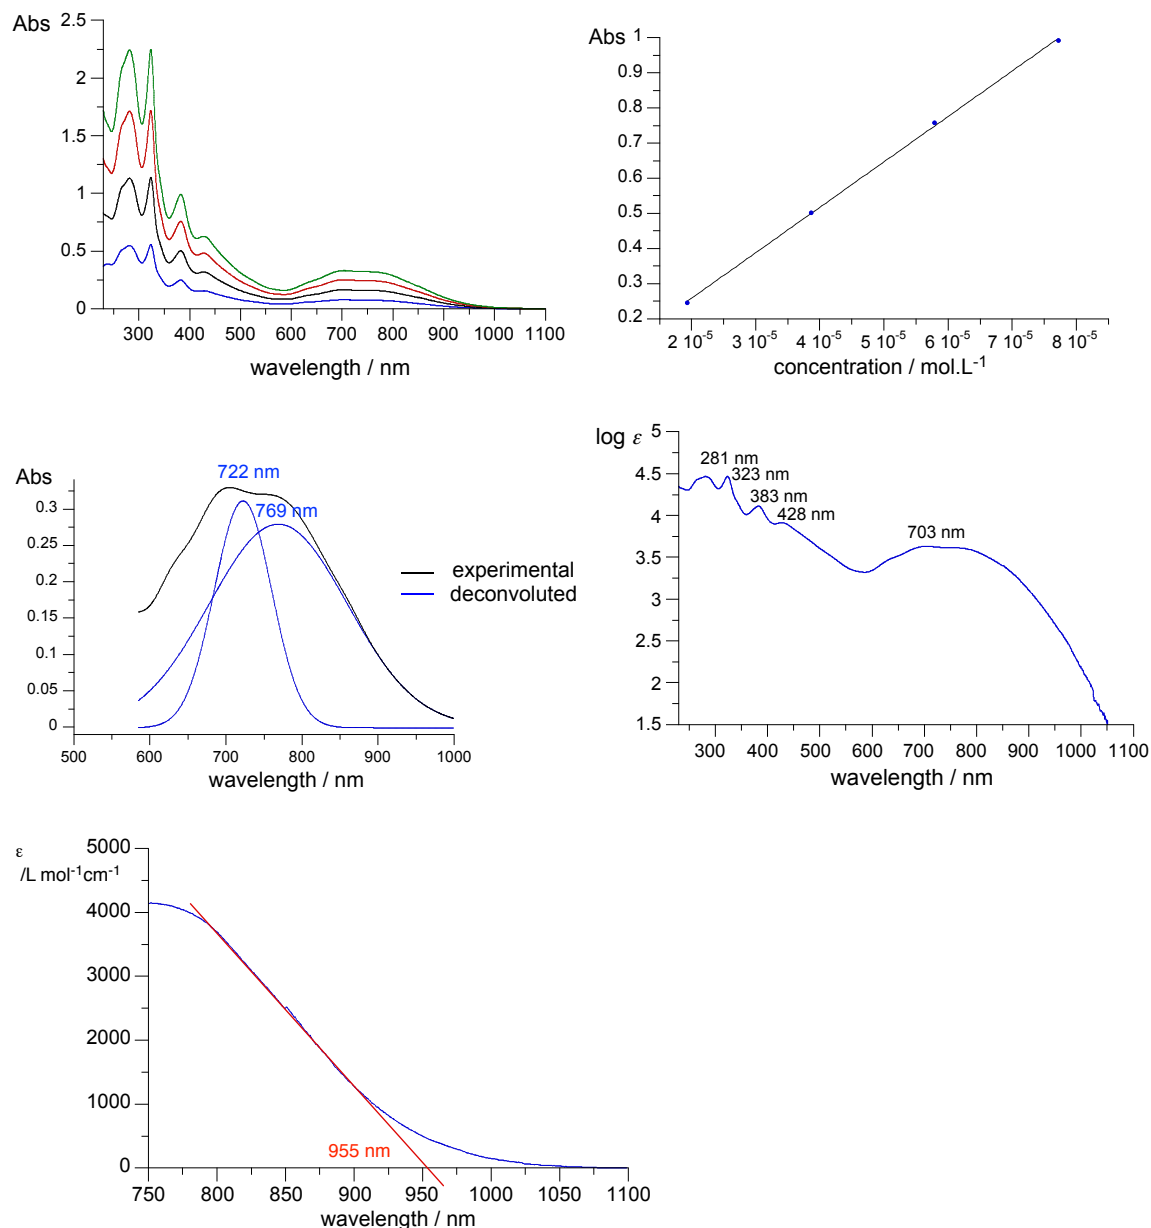 Abs
2.5
2
1.5
1
0.5
0
300 400 500 600 700 800 900 1000 1100
wavelength / nm
Abs
1
0.9
0.8
0.7
0.6
0.5
0.4
0.3
0.2
2 10⁻⁵ 3 10⁻⁵ 4 10⁻⁵ 5 10⁻⁵ 6 10⁻⁵ 7 10⁻⁵ 8 10⁻⁵
concentration / mol.L⁻¹
Abs
722 nm
769 nm
0.3
0.25
0.2
0.15
0.1
0.05
0
500 600 700 800 900 1000
wavelength / nm
experimental
deconvoluted
log ε
5
4.5
4
3.5
3
2.5
2
1.5
281 nm
323 nm
383 nm
428 nm
703 nm
300 400 500 600 700 800 900 1000 1100
wavelength / nm
ε
/L mol⁻¹cm⁻¹
5000
4000
3000
2000
1000
0
955 nm
750 800 850 900 950 1000 1050 1100
wavelength / nm